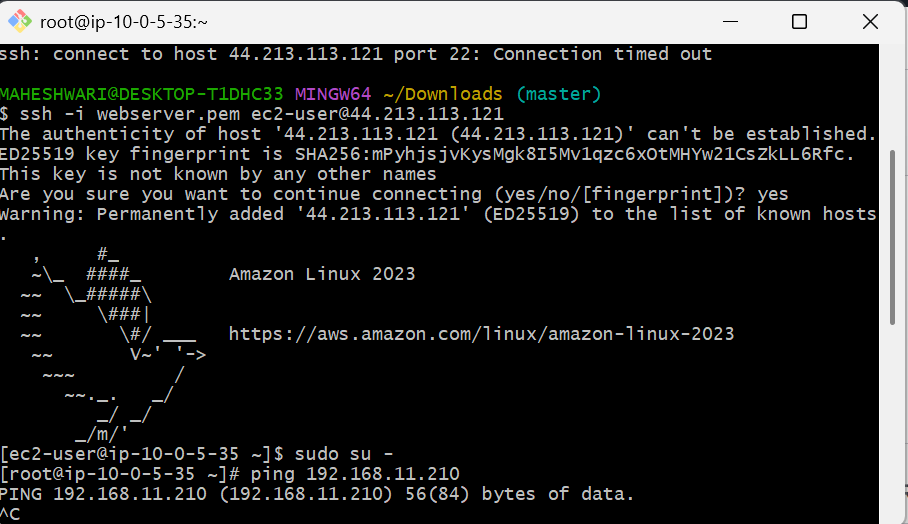 root@ip-10-0-5-35:~
ssh: connect to host 44.213.113.121 port 22: Connection timed out
MAHESHWARI@DESKTOP-T1DHC33 MINGW64 ~/Downloads (master)
$ ssh -i webserver.pem ec2-user@44.213.113.121
The authenticity of host '44.213.113.121 (44.213.113.121)' can't be established.
ED25519 key fingerprint is SHA256:mPyhjsjvKysMgk8I5Mv1qzc6xOtMHYw21CsZkLL6Rfc.
This key is not known by any other names
Are you sure you want to continue connecting (yes/no/[fingerprint])? yes
Warning: Permanently added '44.213.113.121' (ED25519) to the list of known hosts
.
   ,     #_
   ~\_  ####_        Amazon Linux 2023
  ~~  \_#####\
  ~~     \###|
  ~~       \#/ ___   https://aws.amazon.com/linux/amazon-linux-2023
   ~~       V~' '->
    ~~~         /
      ~~._.   _/
         _/ _/
       _/m/'
[ec2-user@ip-10-0-5-35 ~]$ sudo su -
[root@ip-10-0-5-35 ~]# ping 192.168.11.210
PING 192.168.11.210 (192.168.11.210) 56(84) bytes of data.
^C